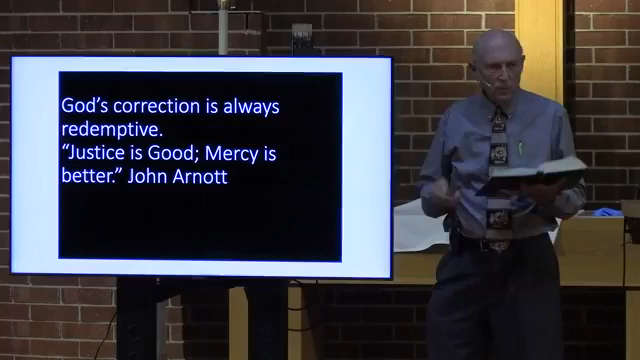 God’s correction is always
redemptive.
“Justice is Good; Mercy is
better.” John Arnott